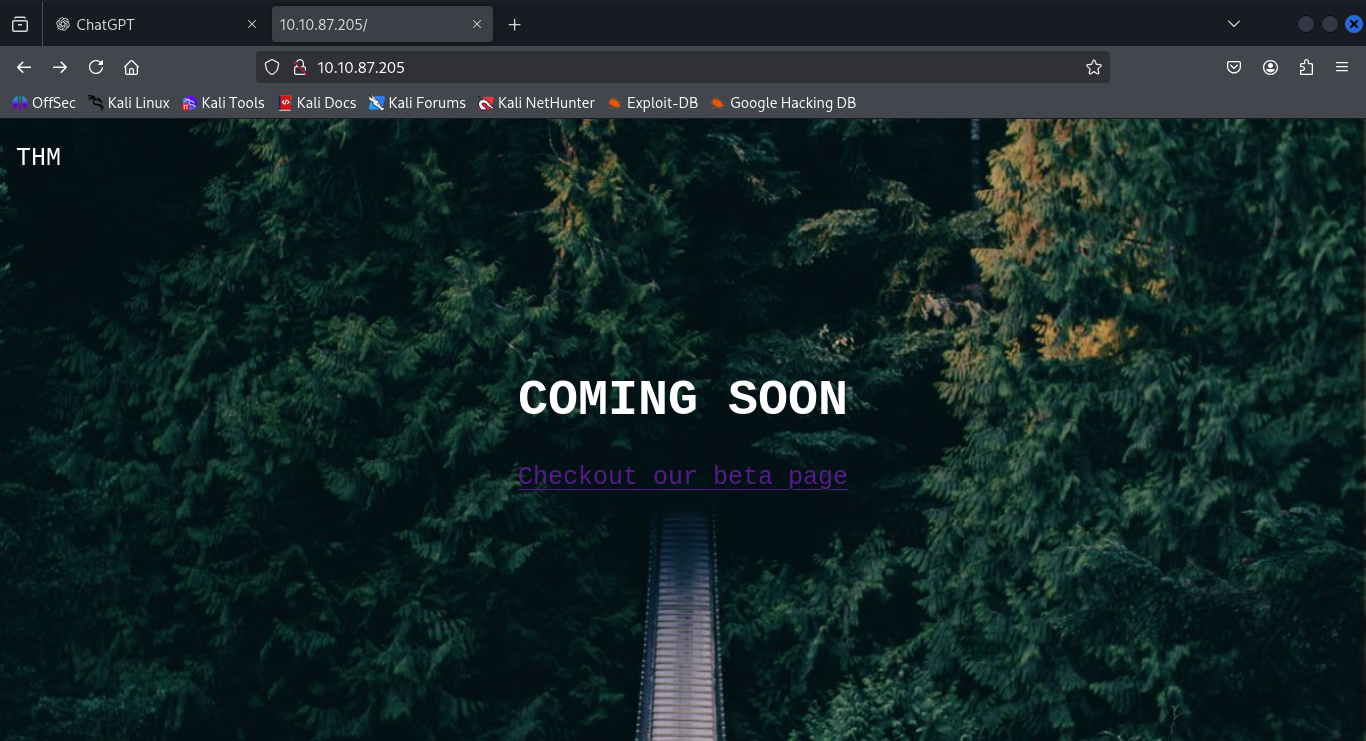 ChatGPT
10.10.87.205/
10.10.87.205
OffSec Kali Linux Kali Tools Kali Docs Kali Forums Kali NetHunter Exploit-DB Google Hacking DB
THM
COMING SOON
Checkout our beta page